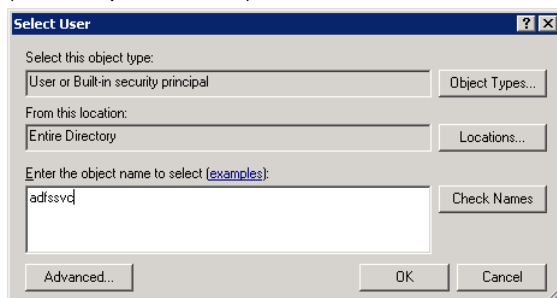 Select User
Select this object type:
User or Built-in security principal
Object Types...
From this location:
Entire Directory
Locations...
Enter the object name to select (examples):
adfssvc
Check Names
Advanced...
OK
Cancel